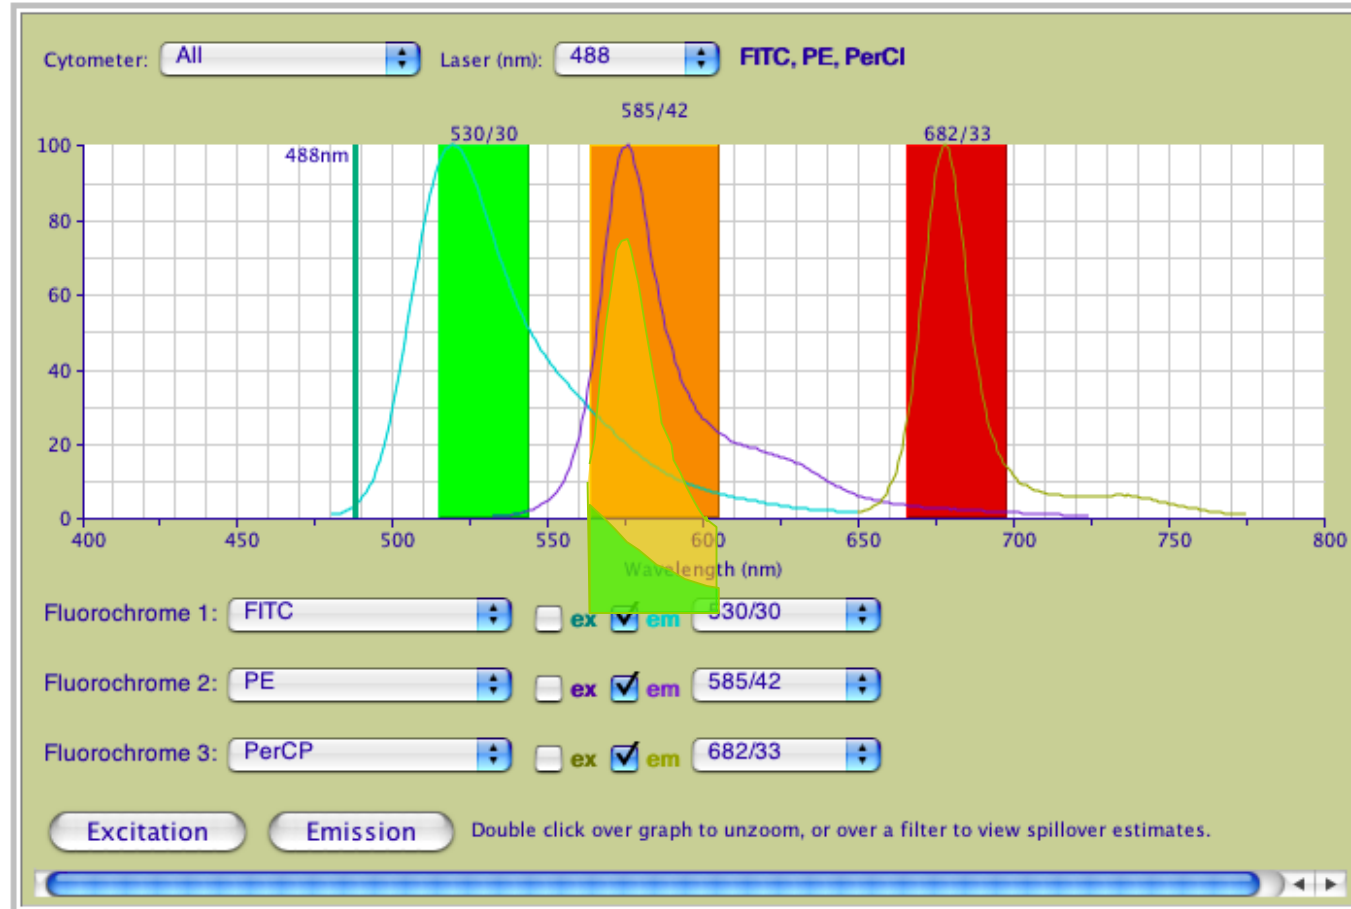 Cytometer: All Laser (nm): 488 FITC, PE, PerCl
585/42
530/30 682/33
488nm
100
80
60
40
20
0
400 450 500 550 600 650 700 750 800
Wavelength (nm)
Fluorochrome 1: FITC ex em 530/30
Fluorochrome 2: PE ex em 585/42
Fluorochrome 3: PerCP ex em 682/33
Excitation Emission Double click over graph to unzoom, or over a filter to view spillover estimates.